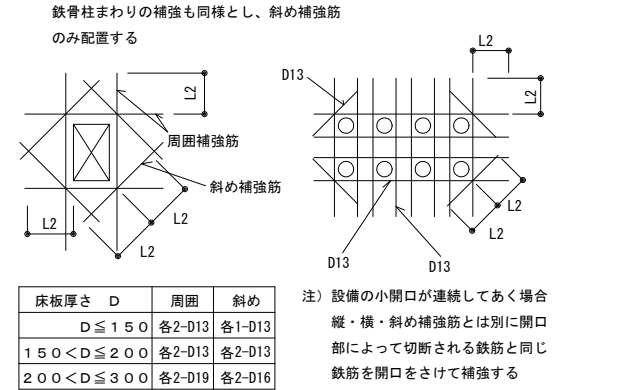 鉄骨柱まわりの補強も同様とし、斜め補強筋
のみ配置する
L2
周囲補強筋
斜め補強筋
L2
L2
L2
L2
D13
L2
L2
L2
D13
D13
床板厚さ D 周囲 斜め
D≦150 各2-D13 各1-D13
150<D≦200 各2-D13 各2-D13
200<D≦300 各2-D19 各2-D16
注）設備の小開口が連続してあく場合
縦・横・斜め補強筋とは別に開口
部によって切断される鉄筋と同じ
鉄筋を開口をさけて補強する